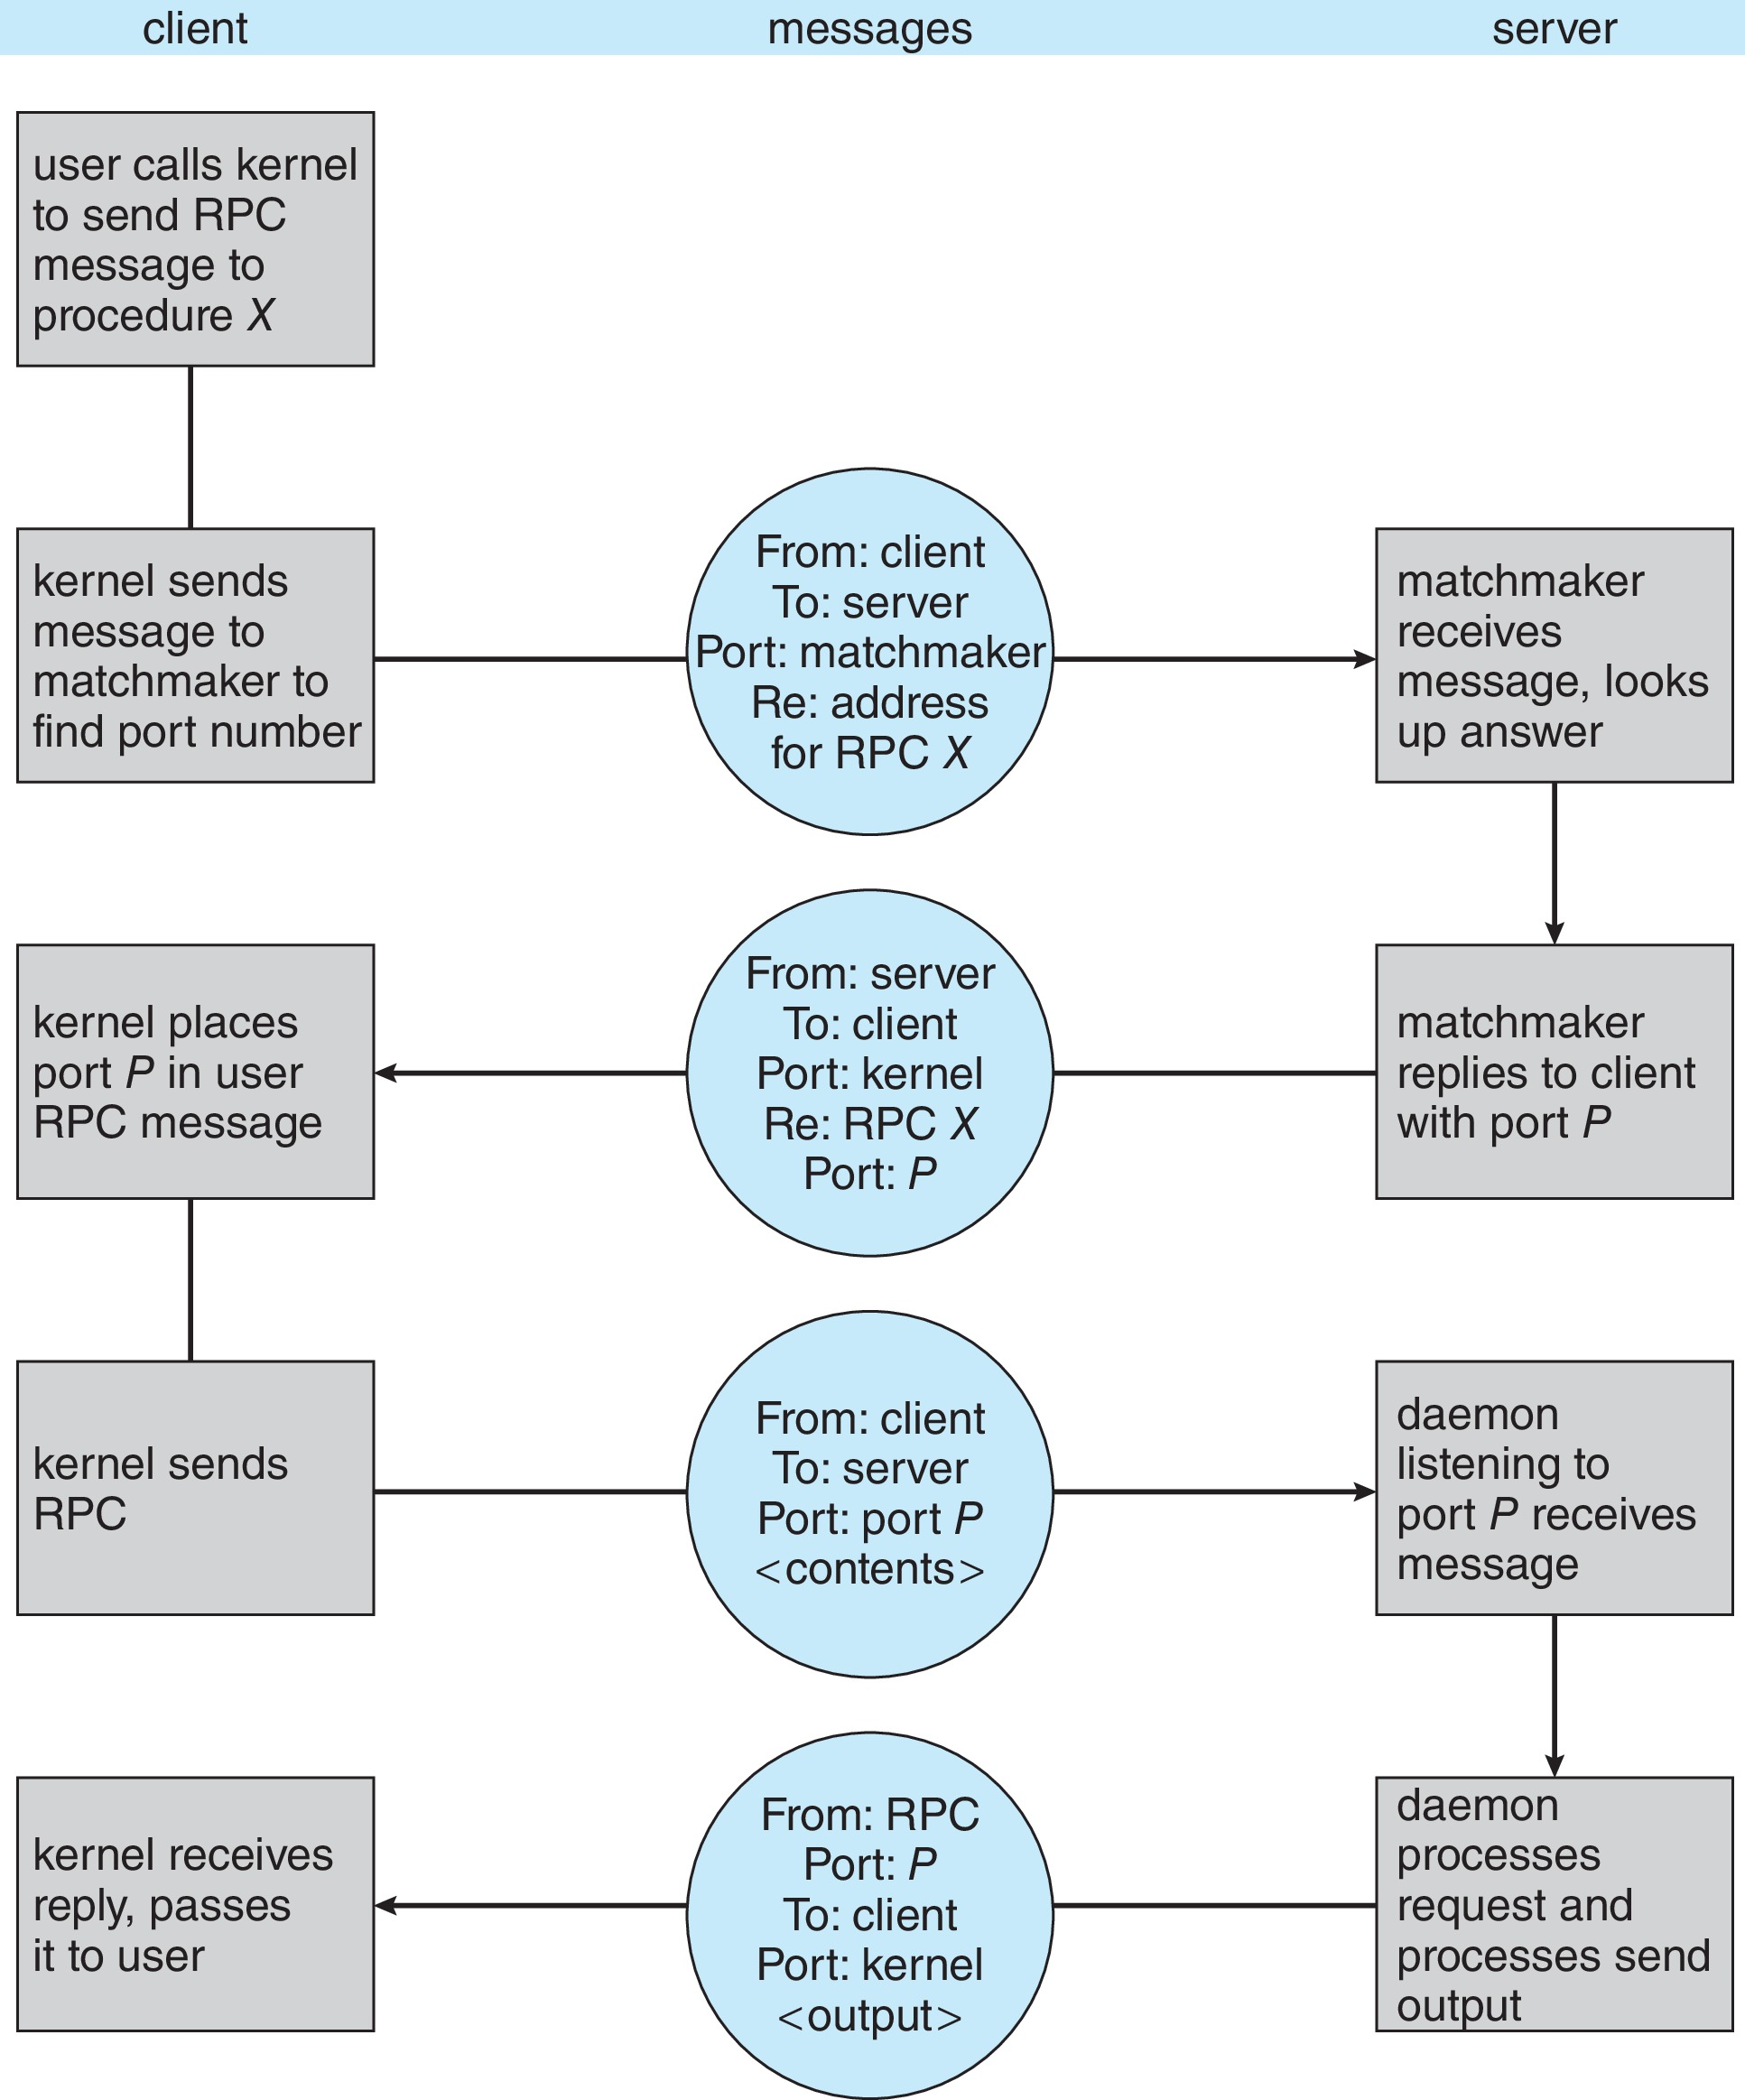 client
messages
server
user calls kernel
to send RPC
message to
procedure X
kernel sends
message to
matchmaker to
find port number
From: client
To: server
Port: matchmaker
Re: address
for RPC X
matchmaker
receives
message, looks
up answer
kernel places
port P in user
RPC message
From: server
To: client
Port: kernel
Re: RPC X
Port: P
matchmaker
replies to client
with port P
kernel sends
RPC
From: client
To: server
Port: port P
<contents>
daemon
listening to
port P receives
message
kernel receives
reply, passes
it to user
From: RPC
Port: P
To: client
Port: kernel
<output>
daemon
processes
request and
processes send
output